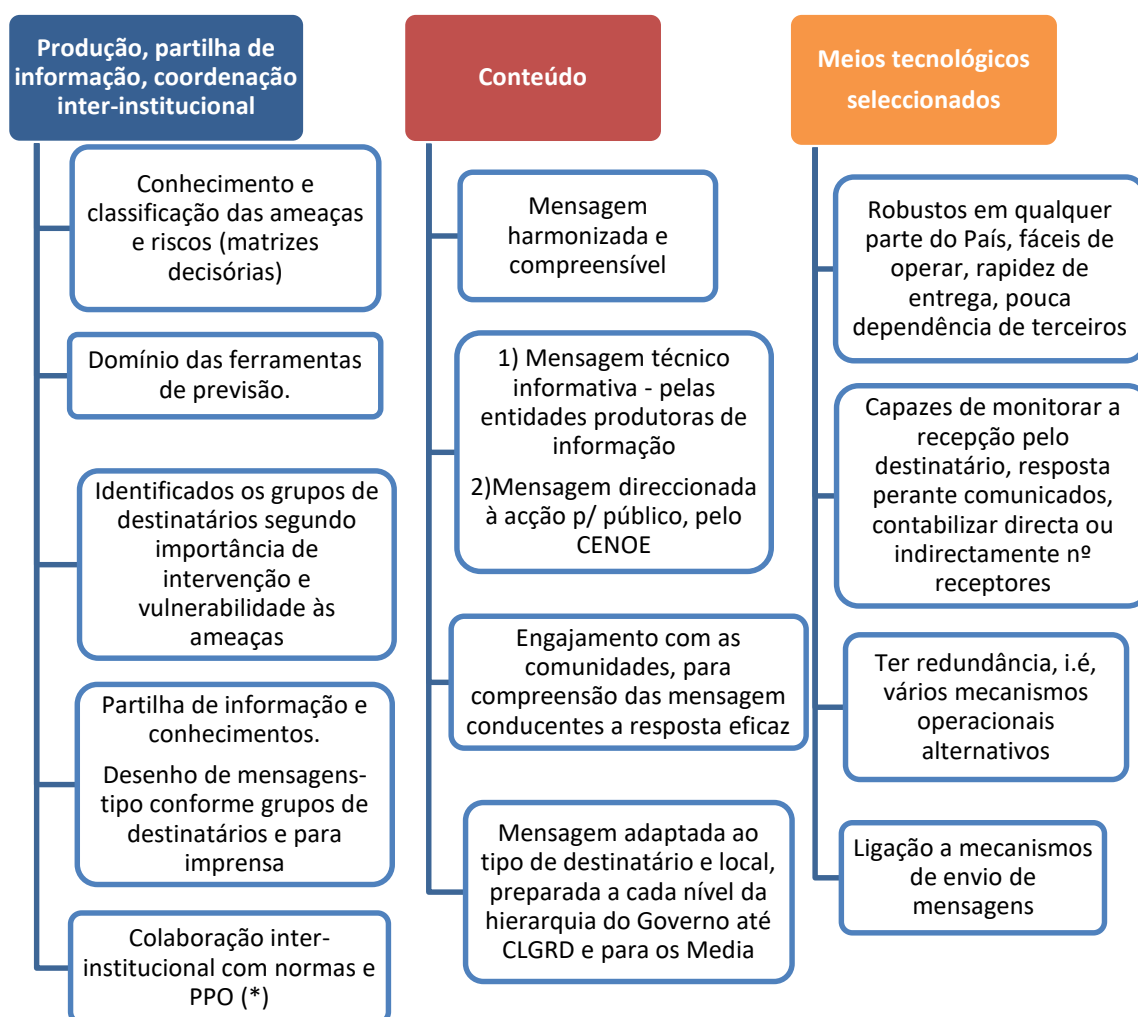 Produção, partilha de
informação, coordenação
inter-institucional
Conhecimento e
classificação das ameaças
e riscos (matrizes
decisórias)
Domínio das ferramentas
de previsão.
Identificados os grupos de
destinatários segundo
importância de
intervenção e
vulnerabilidade às
ameaças
Partilha de informação e
conhecimentos.
Desenho de mensagens-
tipo conforme grupos de
destinatários e para
imprensa
Colaboração inter-
institucional com normas e
PPO (*)
Conteúdo
Mensagem
harmonizada e
compreensível
1) Mensagem técnico
informativa - pelas
entidades produtoras de
informação
2)Mensagem direccionada
à acção p/ público, pelo
CENOE
Engajamento com as
comunidades, para
compreensão das mensagem
conducentes a resposta eficaz
Mensagem adaptada ao
tipo de destinatário e local,
preparada a cada nível da
hierarquia do Governo até
CLGRD e para os Media
Meios tecnológicos
seleccionados
Robustos em qualquer
parte do País, fáceis de
operar, rapidez de
entrega, pouca
dependência de terceiros
Capazes de monitorar a
recepção pelo
destinatário, resposta
perante comunicados,
contabilizar directa ou
indirectamente nº
receptores
Ter redundância, i.é,
vários mecanismos
operacionais
alternativos
Ligação a mecanismos
de envio de
mensagens